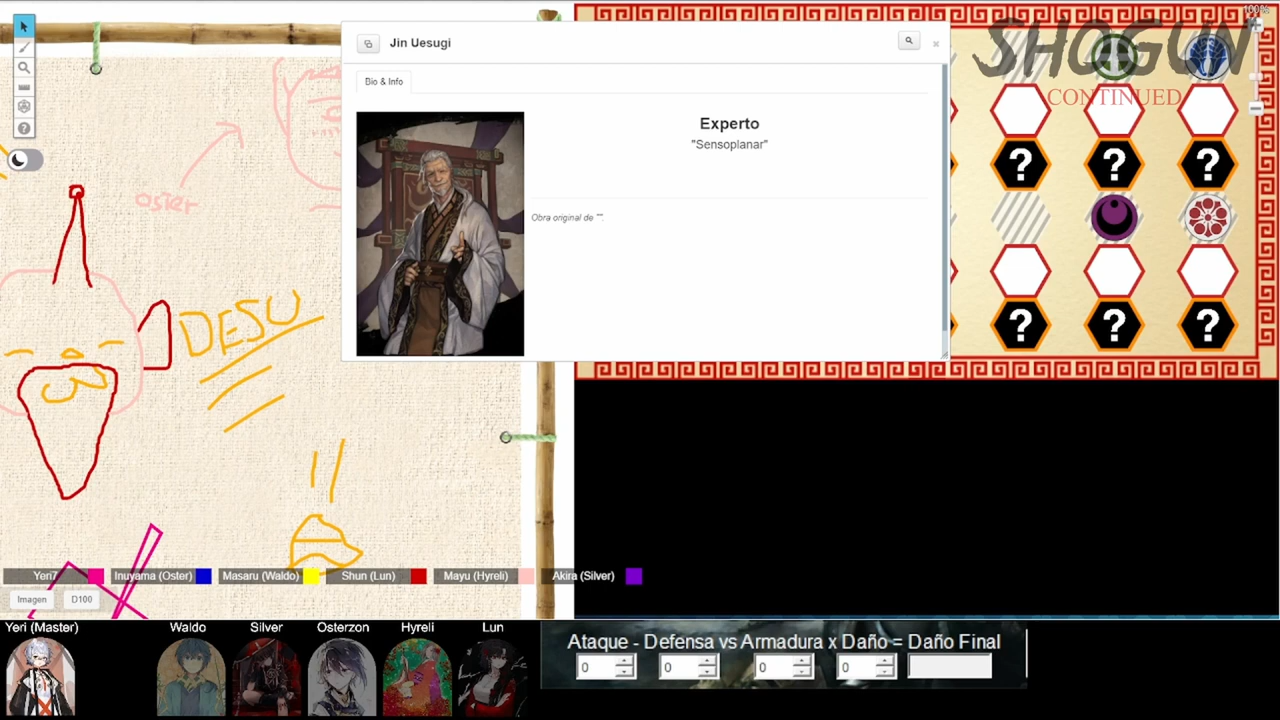 100%
Jin Uesugi
SHOGUN
CONTINUED
Bio & Info
Experto
"Sensoplanar"
Obra original de "".
oster
DESU
?
?
?
?
?
?
Yeri7
Inuyama (Oster)
Masaru (Waldo)
Shun (Lun)
Mayu (Hyreli)
Akira (Silver)
Imagen
D100
Yeri (Master)
Waldo
Silver
Osterzon
Hyreli
Lun
Ataque - Defensa vs Armadura x Daño = Daño Final
0
0
0
0